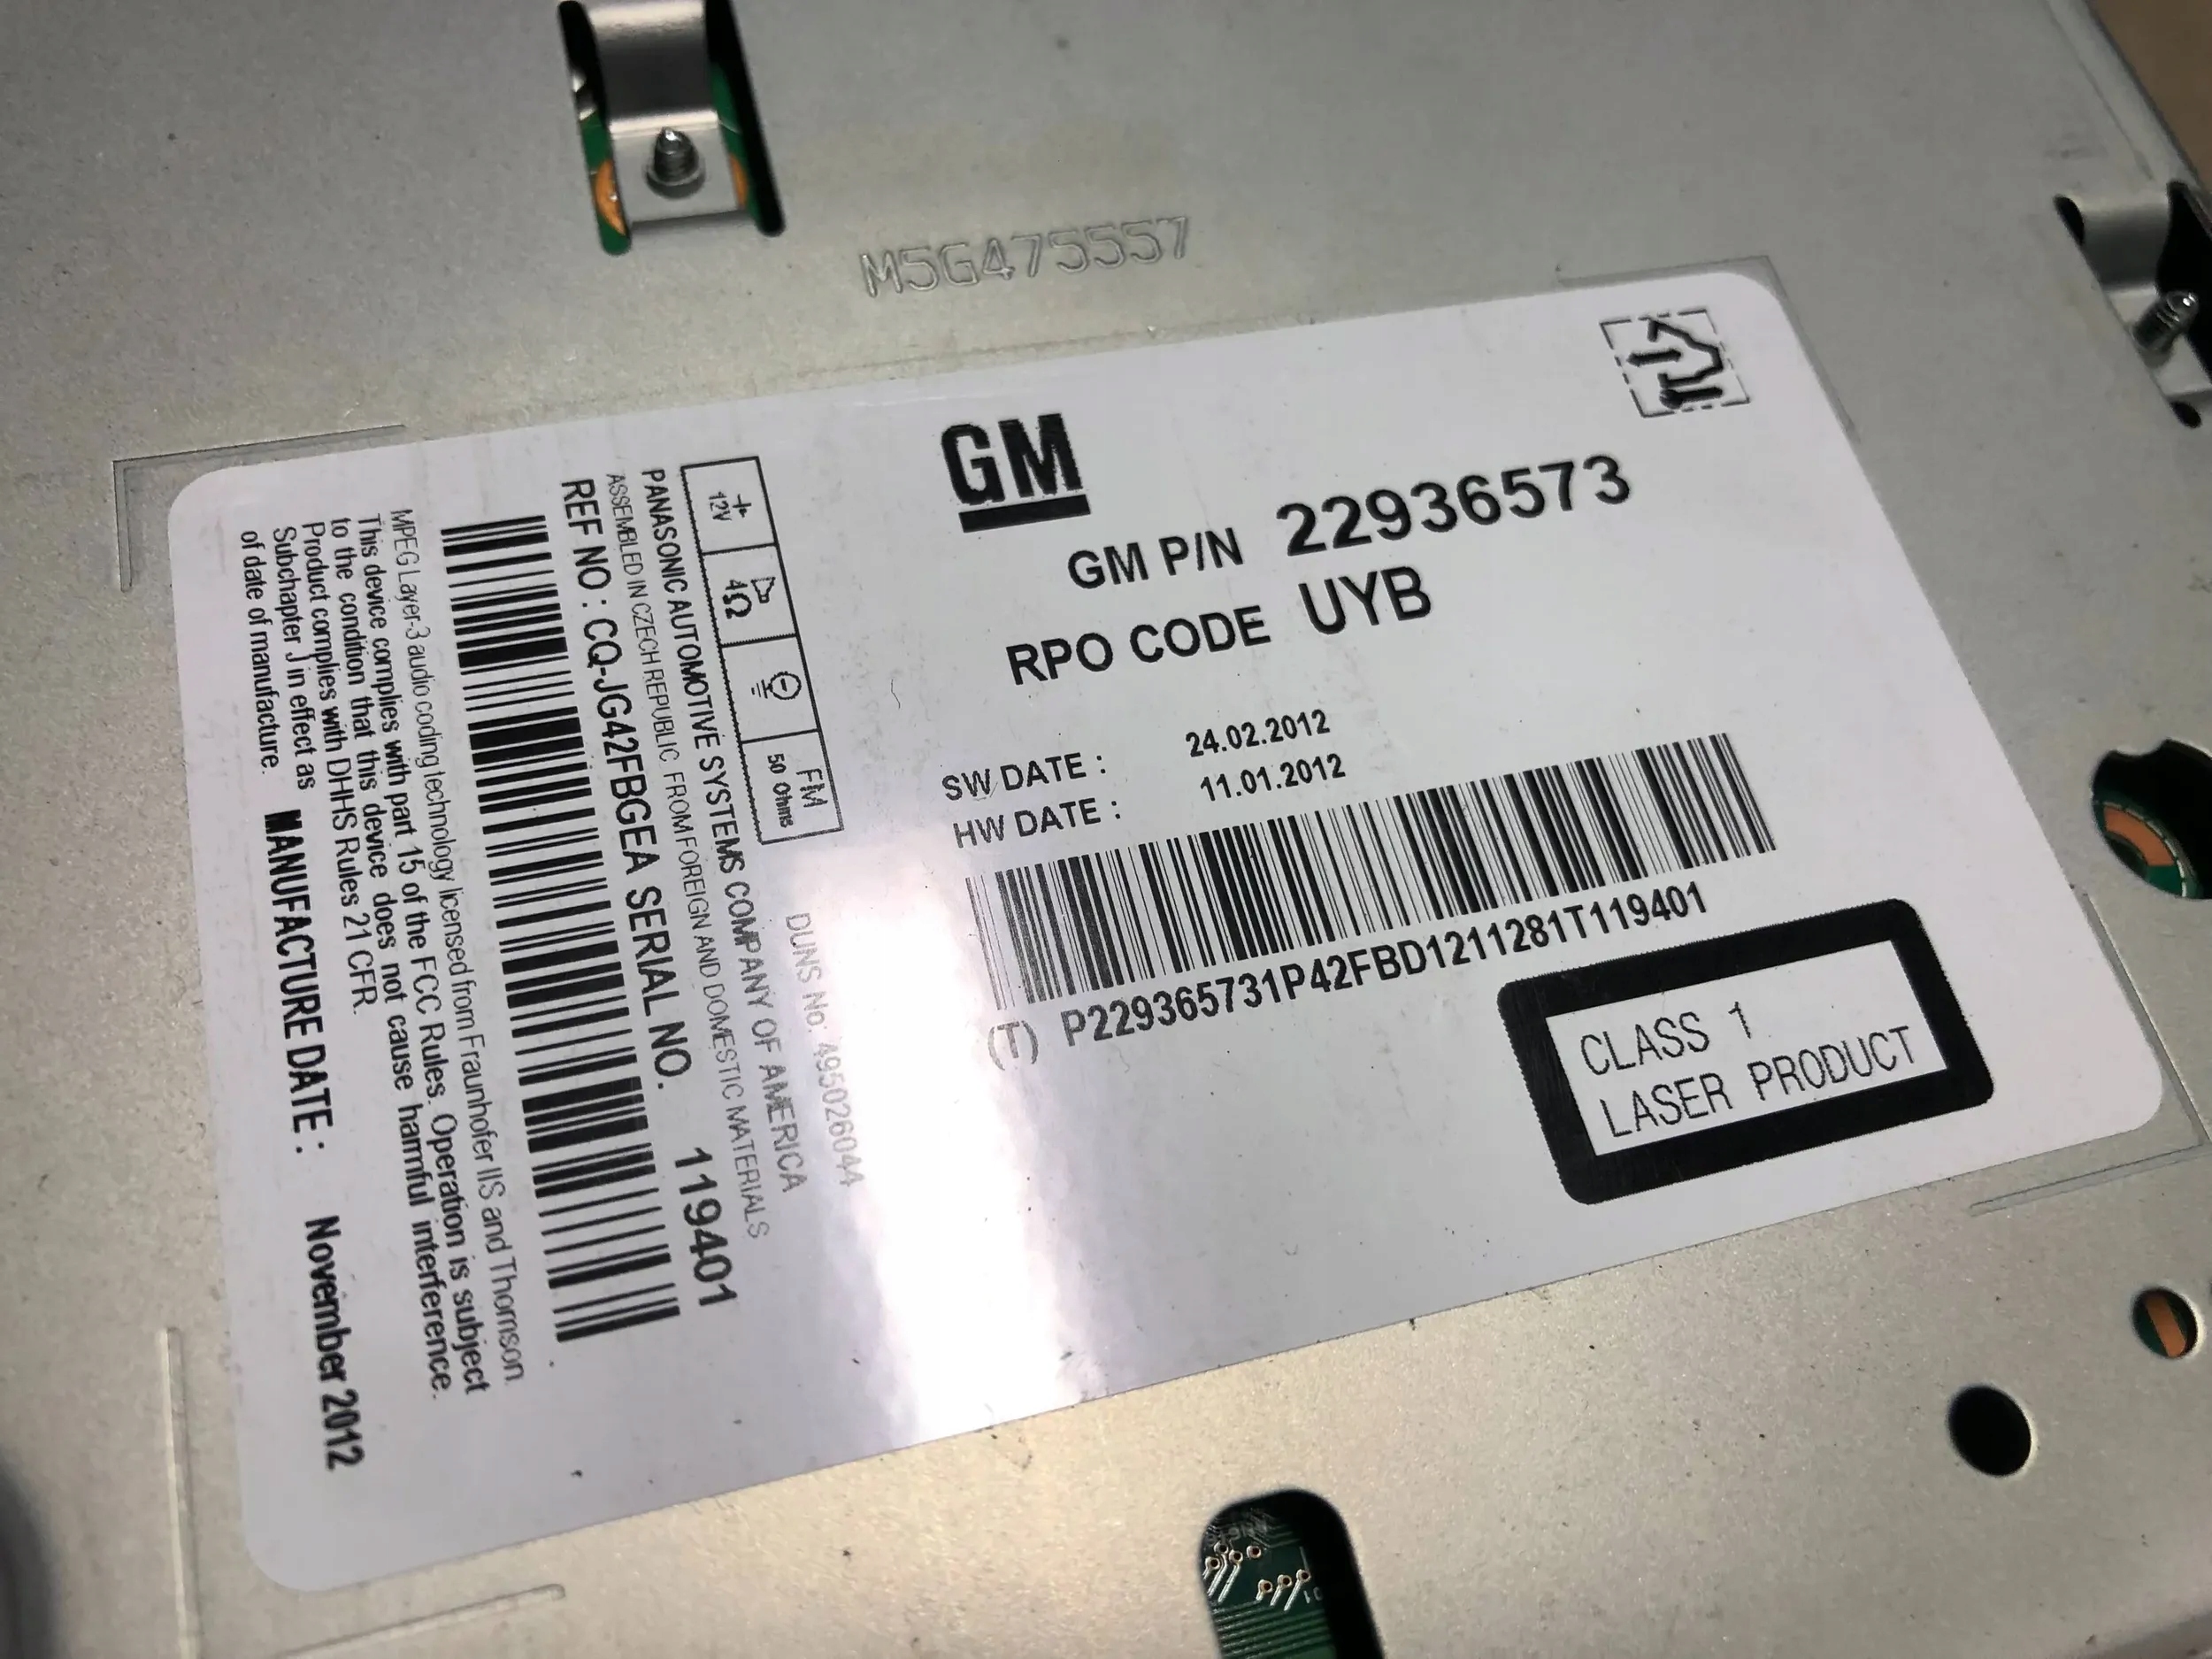 M5G475557
GM
GM P/N 22936573
RPO CODE UYB
SW DATE : 24.02.2012
HW DATE : 11.01.2012
(T) P229365731P42FBD1211281T119401
CLASS 1
LASER PRODUCT
DUNS No: 495026044
+ 12V
4Ω
FM
50 Ohms
PANASONIC AUTOMOTIVE SYSTEMS COMPANY OF AMERICA
ASSEMBLED IN CZECH REPUBLIC FROM FOREIGN AND DOMESTIC MATERIALS
REF NO : CQ-JG42FBGEA SERIAL NO. 119401
MPEG Layer-3 audio coding technology licensed from Fraunhofer IIS and Thomson.
This device complies with part 15 of the FCC Rules. Operation is subject
to the condition that this device does not cause harmful interference.
Product complies with DHHS Rules 21 CFR.
Subchapter J in effect as
of date of manufacture.
MANUFACTURE DATE : November 2012